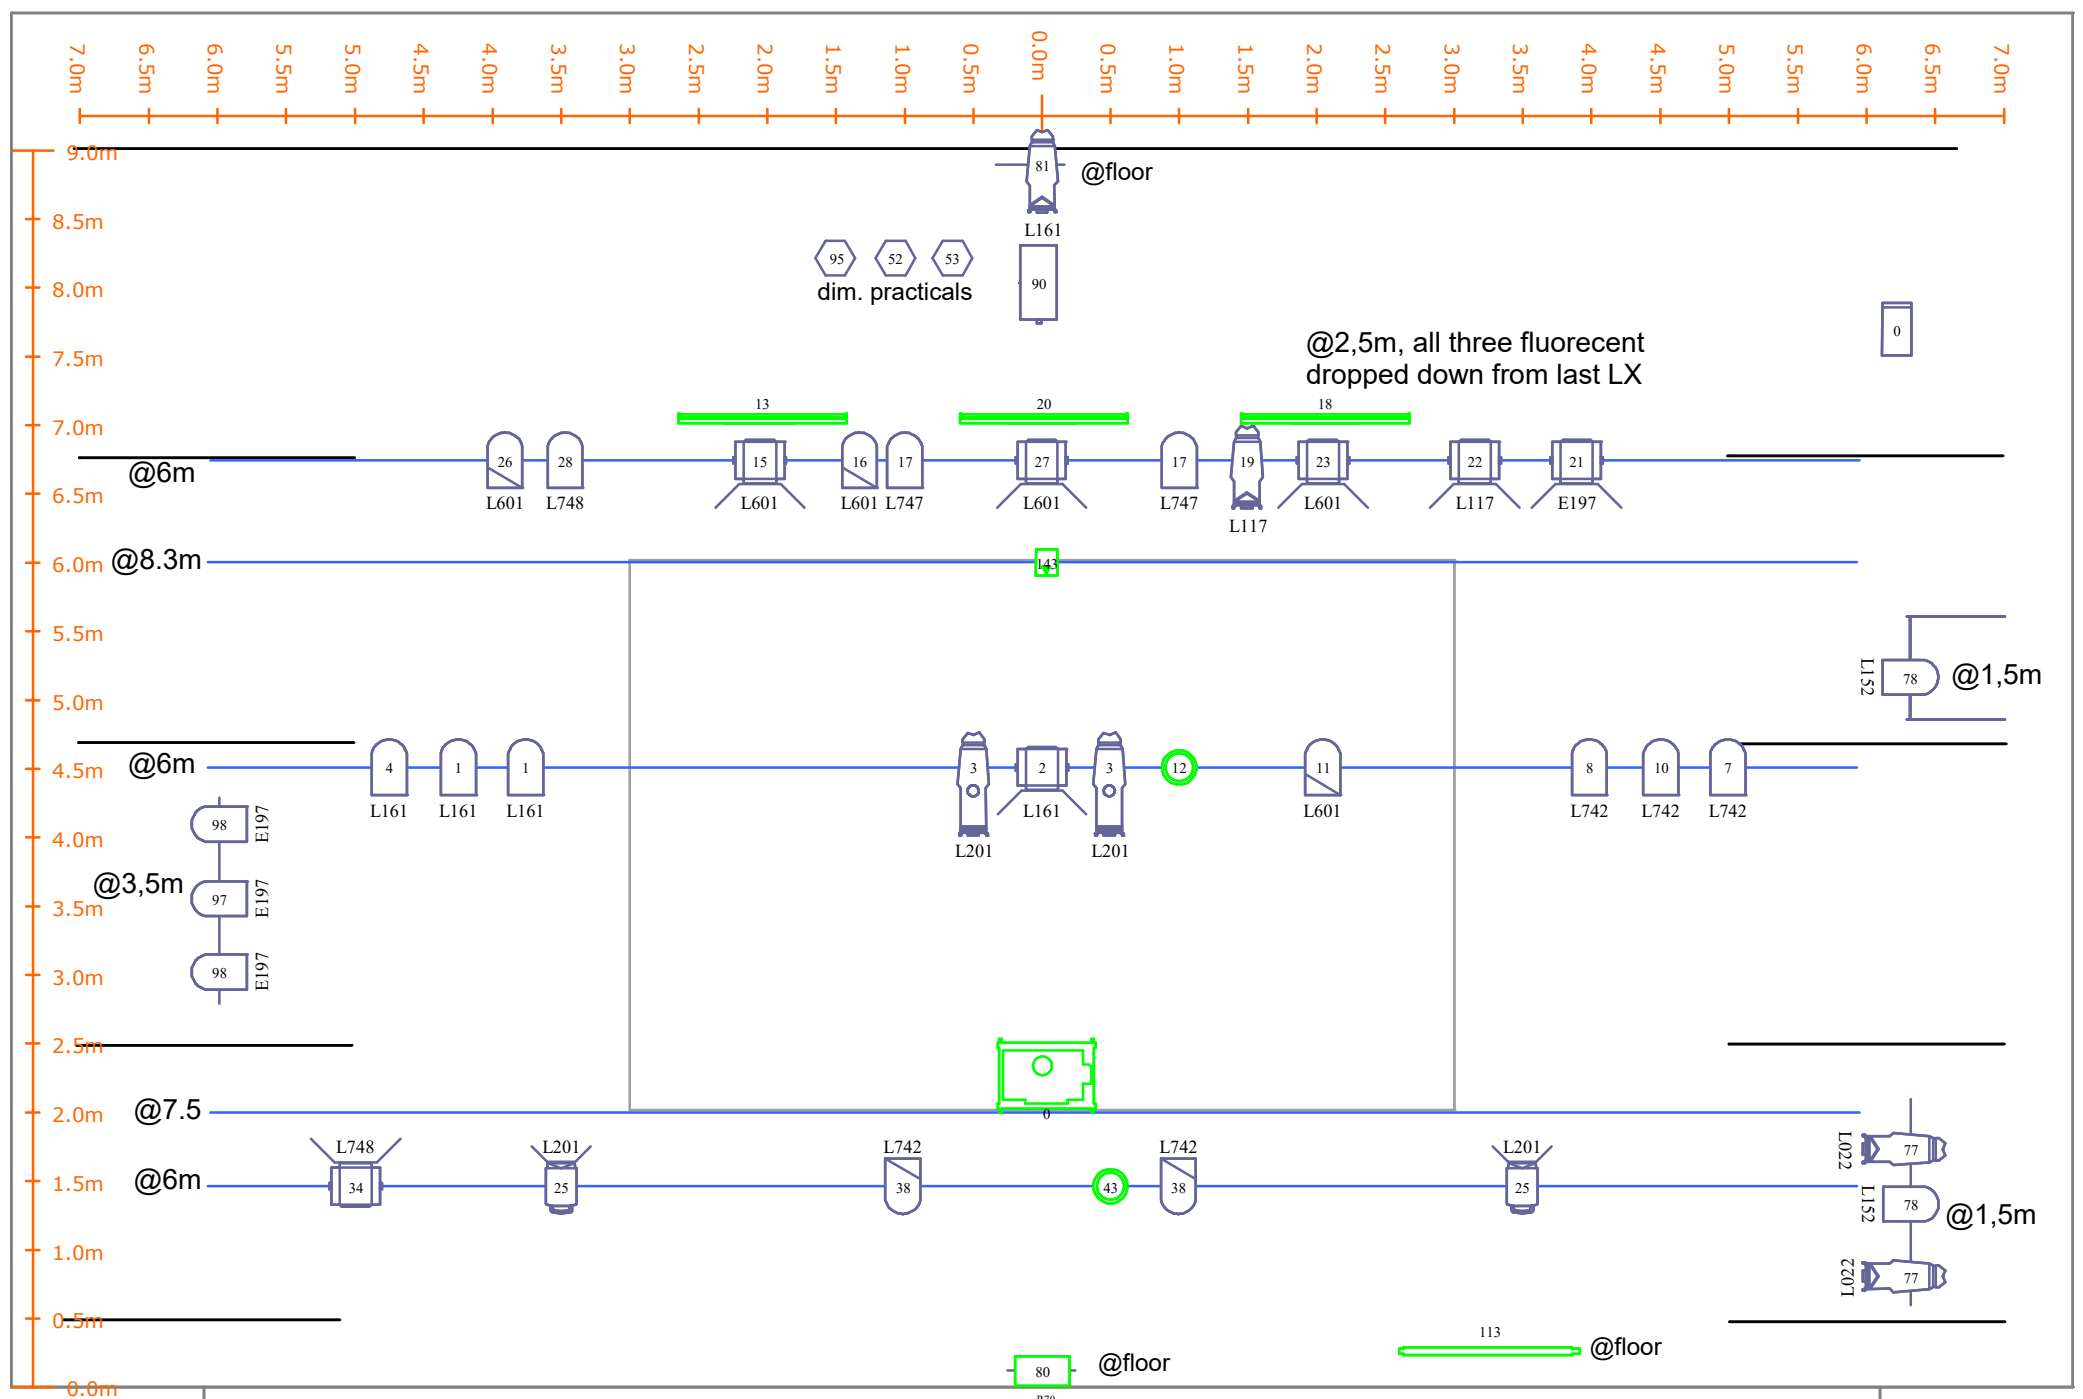 7.0m 6.5m 6.0m 5.5m 5.0m 4.5m 4.0m 3.5m 3.0m 2.5m 2.0m 1.5m 1.0m 0.5m 0.0m 0.5m 1.0m 1.5m 2.0m 2.5m 3.0m 3.5m 4.0m 4.5m 5.0m 5.5m 6.0m 6.5m 7.0m
9.0m
81 @floor
L161
8.5m
95 52 53
dim. practicals
90
8.0m
0
@2,5m, all three fluorecent
dropped down from last LX
7.5m
13 20 18
7.0m
@6m
26 28 15 16 17 27 17 19 23 22 21
L601 L748 L601 L601 L747 L601 L747 L601 L117 E197
L117
6.5m
@8.3m
143
6.0m
5.5m
L152 78 @1,5m
5.0m
@6m
4.5m
4 1 1 3 2 3 12 11 8 10 7
L161 L161 L161 L161 L601 L742 L742 L742
L201 L201
98 E197
4.0m
@3,5m
97 E197
3.5m
98 E197
3.0m
2.5m
@7.5
2.0m
0
L748 L201 L742 L742 L201
L022 77
@6m
1.5m
34 25 38 43 38 25
L152 78 @1,5m
1.0m
L022 77
0.5m
113
@floor
80 @floor
0.0m